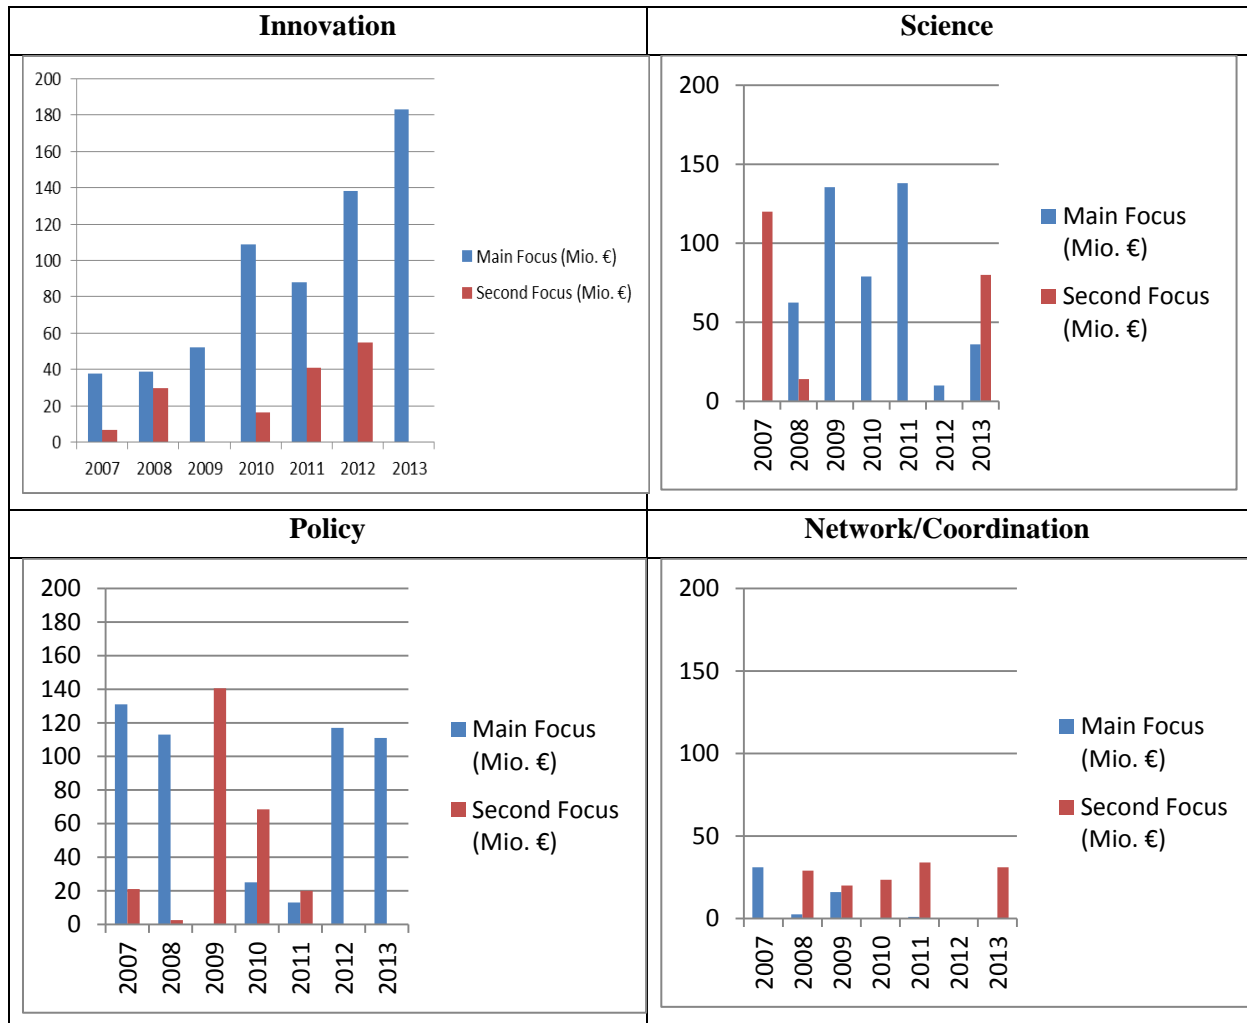 Innovation
Science
200
180
160
140
120
100
80
60
40
20
0
2007 2008 2009 2010 2011 2012 2013
Main Focus (Mio. €)
Second Focus (Mio. €)
200
150
100
50
0
2007 2008 2009 2010 2011 2012 2013
Main Focus
(Mio. €)
Second Focus
(Mio. €)
Policy
Network/Coordination
200
180
160
140
120
100
80
60
40
20
0
2007 2008 2009 2010 2011 2012 2013
Main Focus
(Mio. €)
Second Focus
(Mio. €)
200
150
100
50
0
2007 2008 2009 2010 2011 2012 2013
Main Focus
(Mio. €)
Second Focus
(Mio. €)